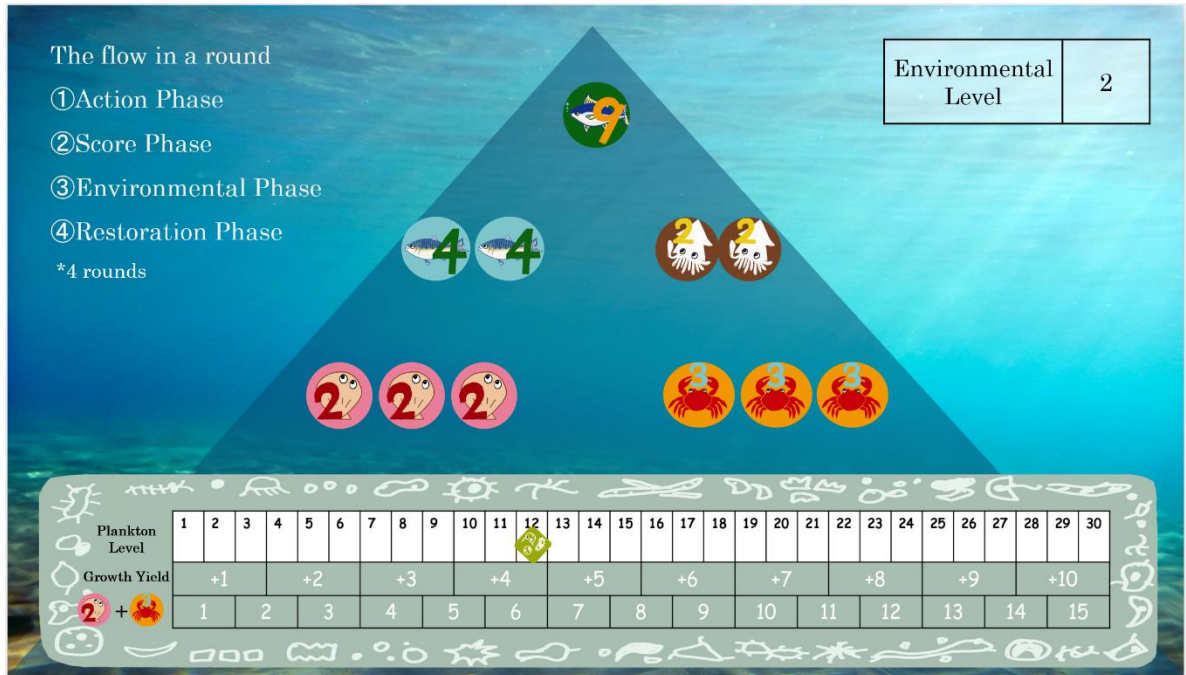 The flow in a round
①Action Phase
②Score Phase
③Environmental Phase
④Restoration Phase
*4 rounds
Environmental Level 2
9
4 4 2 2
2 2 2 3 3 3
Plankton Level 1 2 3 4 5 6 7 8 9 10 11 12 13 14 15 16 17 18 19 20 21 22 23 24 25 26 27 28 29 30
Growth Yield +1 +2 +3 +4 +5 +6 +7 +8 +9 +10
2 + 3 1 2 3 4 5 6 7 8 9 10 11 12 13 14 15